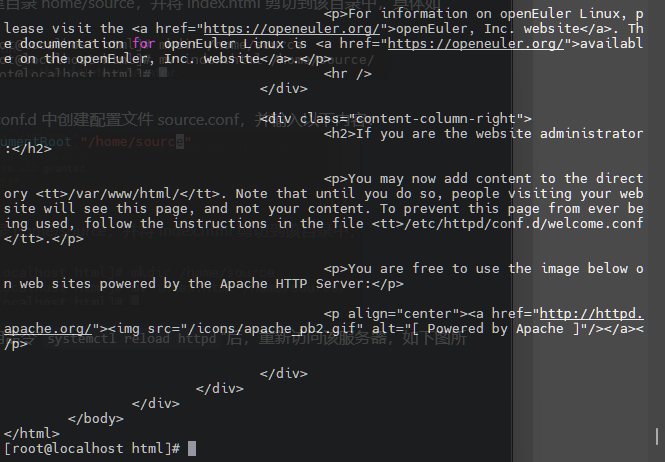 建目录 home/source，并将 index.html 剪切到该目录中，具体如
<p>For information on openEuler Linux, p
lease visit the <a href="https://openeuler.org/">openEuler, Inc. website</a>. Th
e documentation for openEuler Linux is <a href="https://openeuler.org/">availabl
e on the openEuler, Inc. website</a>.</p>
<hr />
</div>
<div class="content-column-right">
onf.d 中创建配置文件 source.conf，并输入
<h2>If you are the website administrator
umentRoot "/home/source"
:</h2>
<p>You may now add content to the direct
ory <tt>/var/www/html/</tt>. Note that until you do so, people visiting your web
site will see this page, and not your content. To prevent this page from ever be
ing used, follow the instructions in the file <tt>/etc/httpd/conf.d/welcome.conf
</tt>.</p>
<p>You are free to use the image below o
n web sites powered by the Apache HTTP Server:</p>
<p align="center"><a href="http://httpd.
apache.org/"><img src="/icons/apache_pb2.gif" alt="[ Powered by Apache ]"/></a><
/p>
systemctl reload httpd 后，重新访问该服务器，如下图所
</div>
</div>
</div>
</body>
</html>
[root@localhost html]#